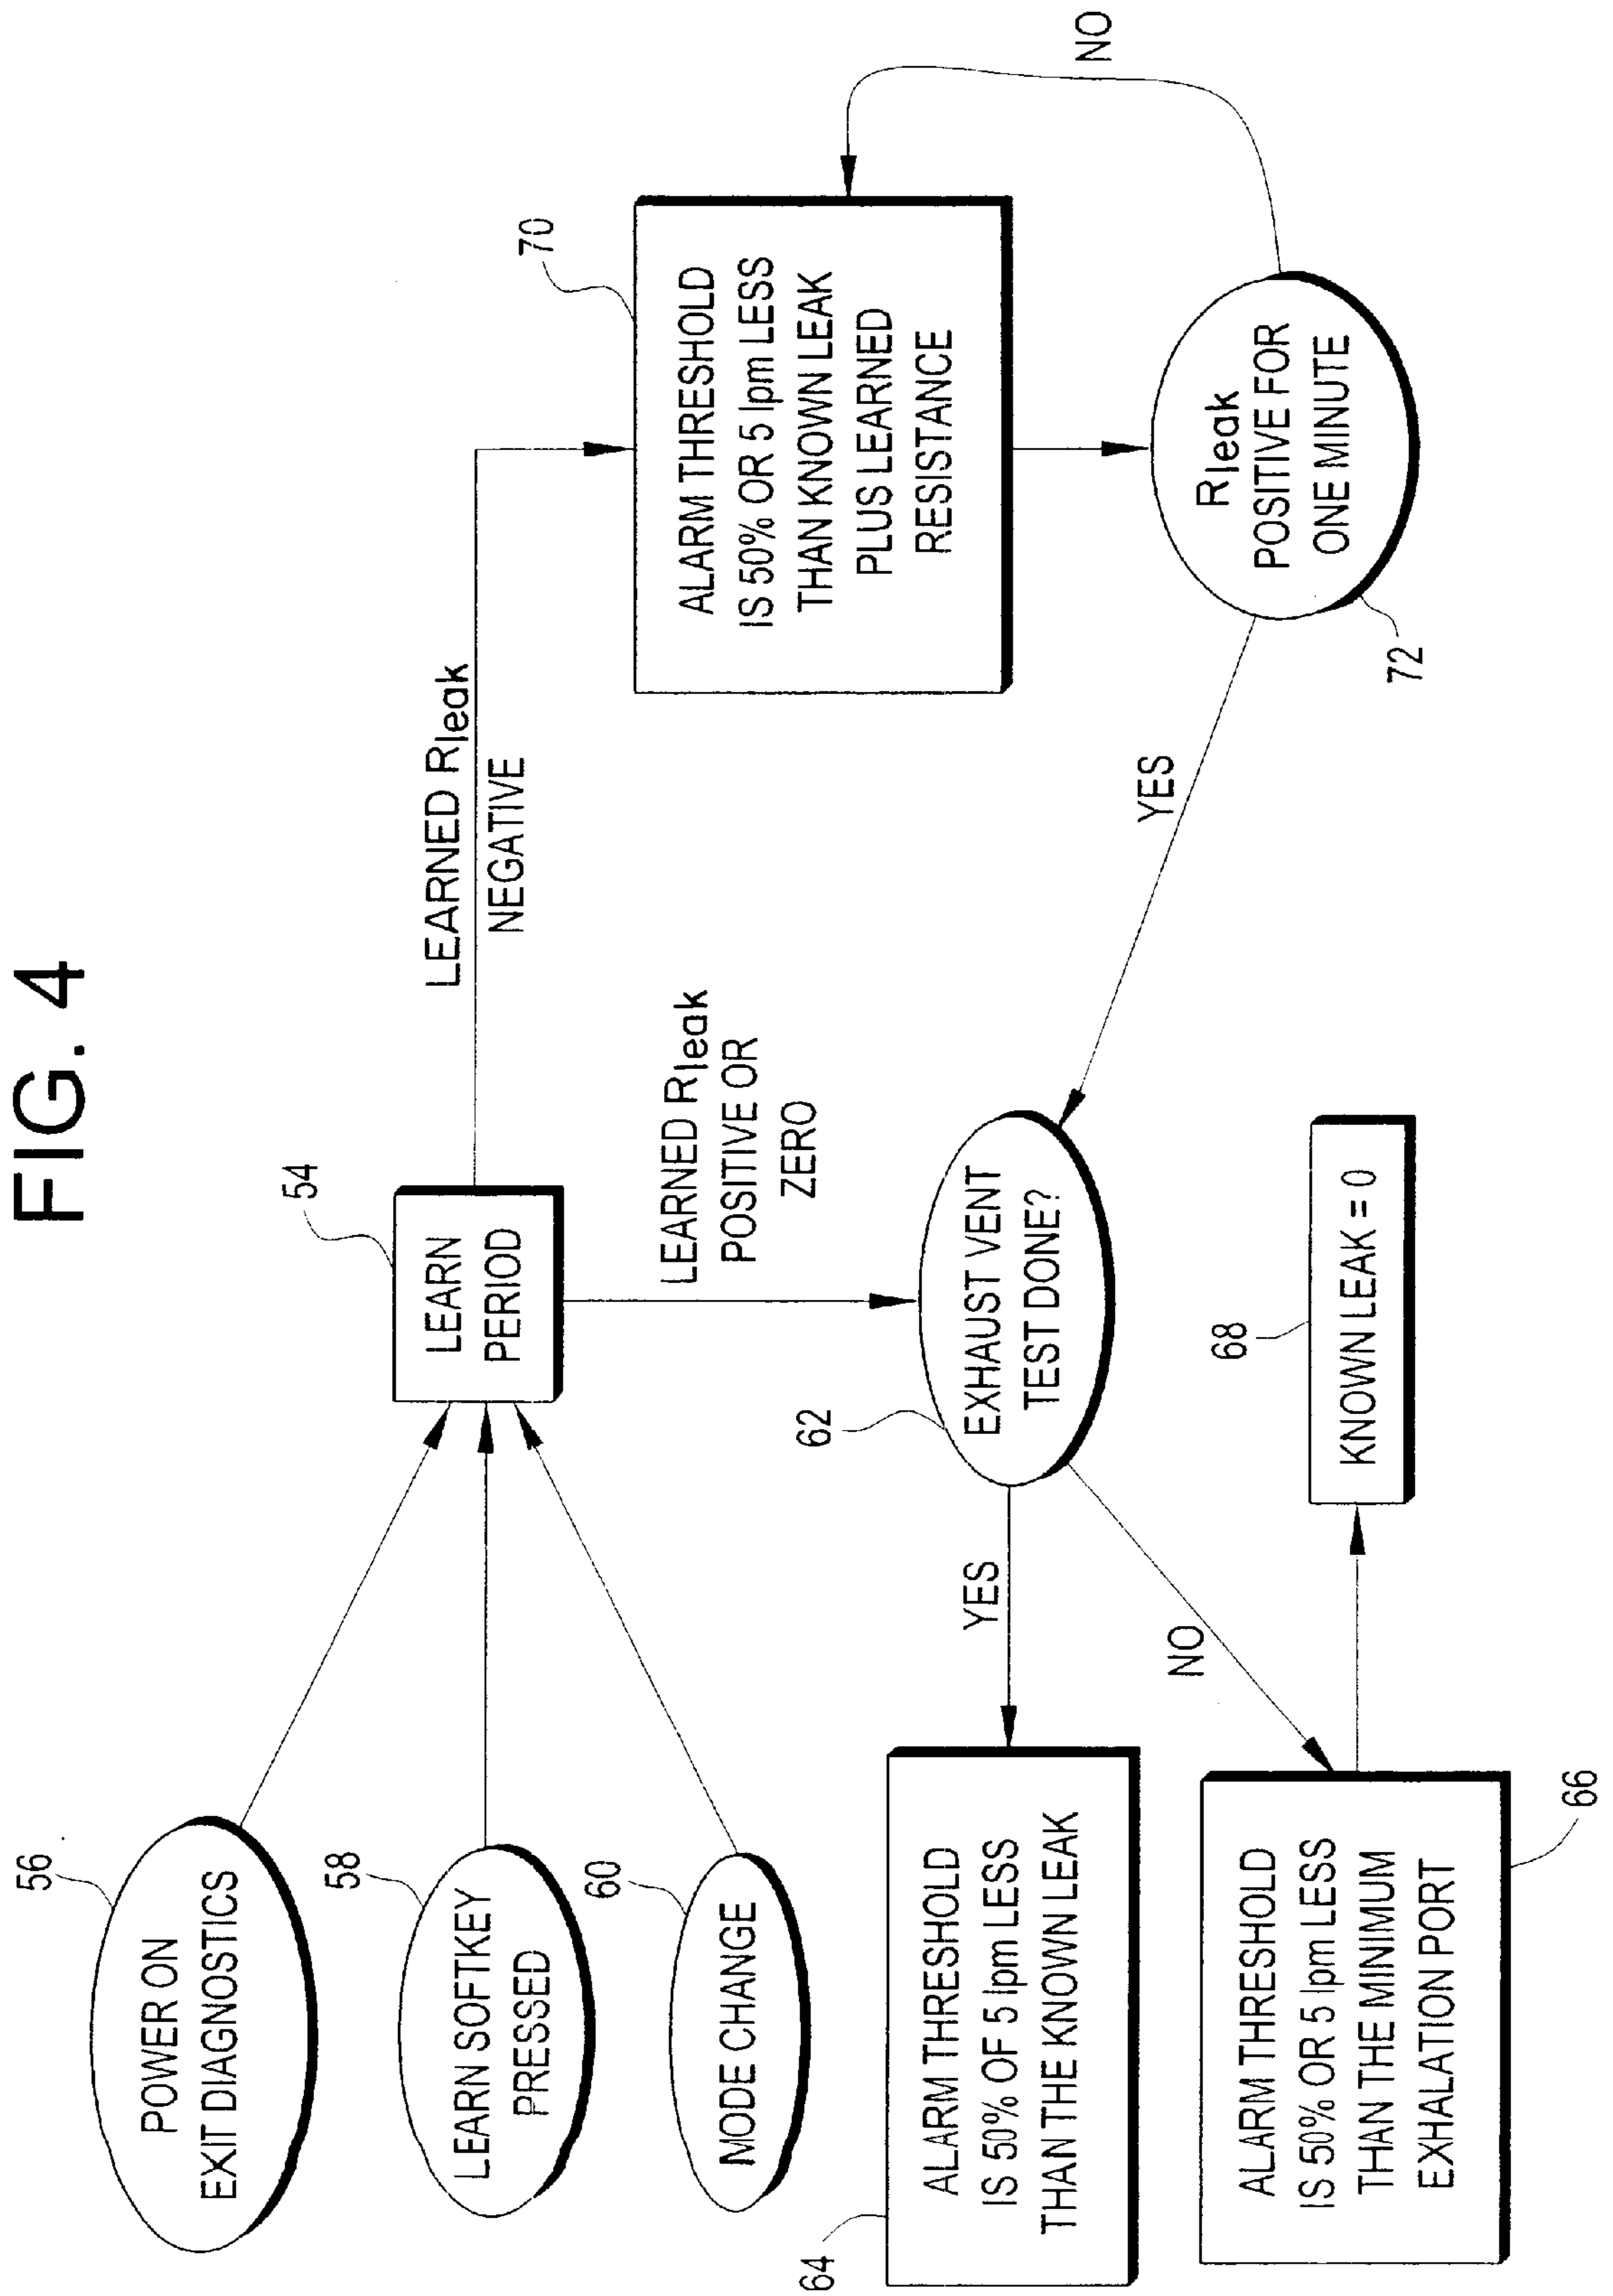 FIG. 4
56
POWER ON
EXIT DIAGNOSTICS
58
LEARN SOFTKEY
PRESSED
60
MODE CHANGE
54
LEARN
PERIOD
LEARNED Rleak
NEGATIVE
LEARNED Rleak
POSITIVE OR
ZERO
70
ALARM THRESHOLD
IS 50% OR 5 lpm LESS
THAN KNOWN LEAK
PLUS LEARNED
RESISTANCE
NO
Rleak
POSITIVE FOR
ONE MINUTE
72
YES
62
EXHAUST VENT
TEST DONE?
YES
NO
64
ALARM THRESHOLD
IS 50% OF 5 lpm LESS
THAN THE KNOWN LEAK
ALARM THRESHOLD
IS 50% OR 5 lpm LESS
THAN THE MINIMUM
EXHALATION PORT
66
68
KNOWN LEAK = 0